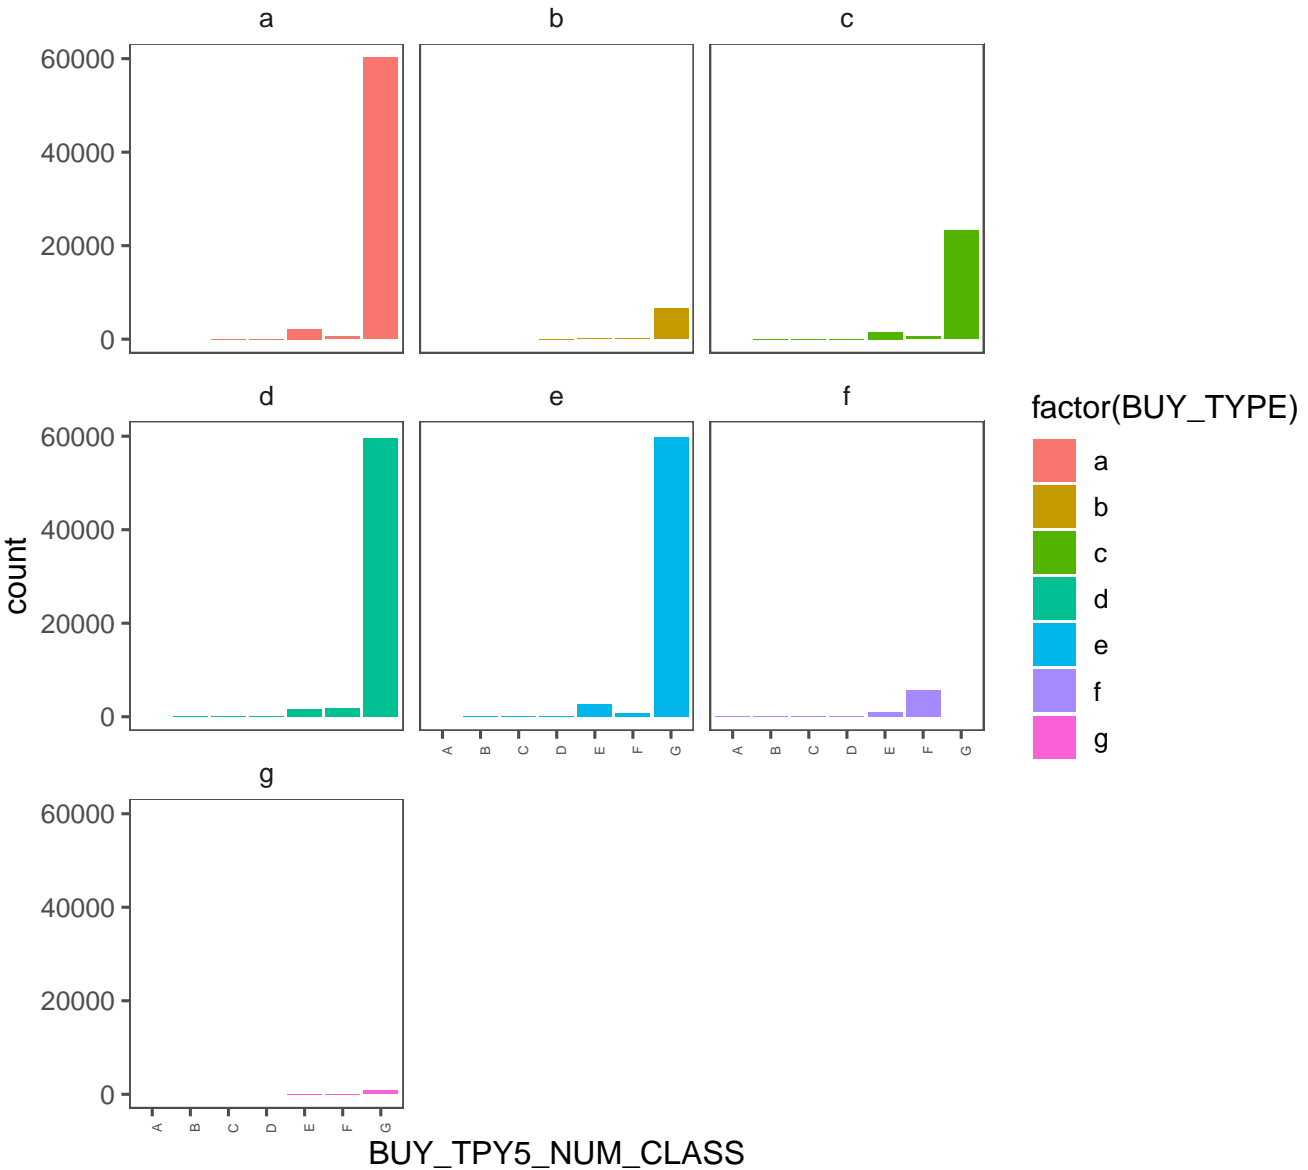 a b c
60000
40000
20000
0
d e f
60000
40000
20000
0
A B C D E F G A B C D E F G
g
60000
40000
20000
0
A B C D E F G
BUY_TPY5_NUM_CLASS
count
factor(BUY_TYPE)
a
b
c
d
e
f
g